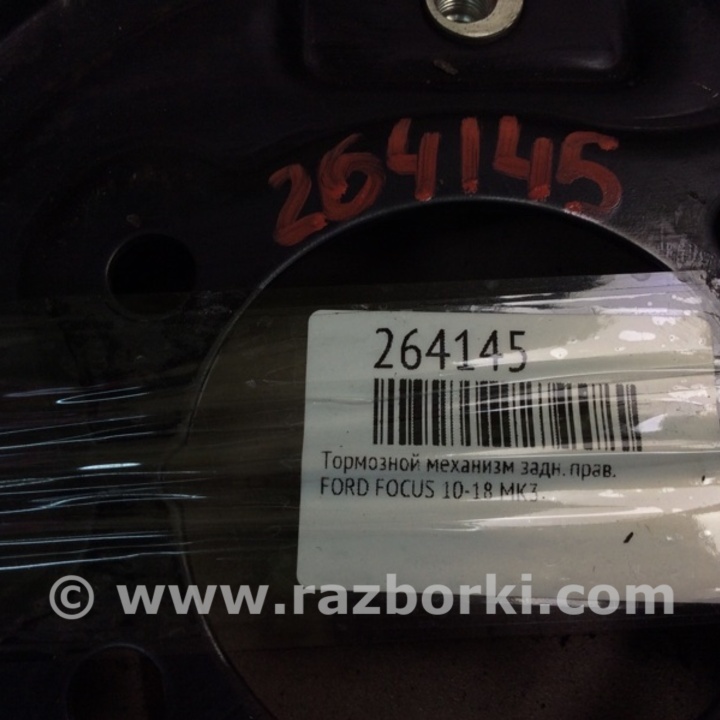 264145
264145
Тормозной механизм задн. прав.
FORD FOCUS 10-18 MK3
© www.razborki.com